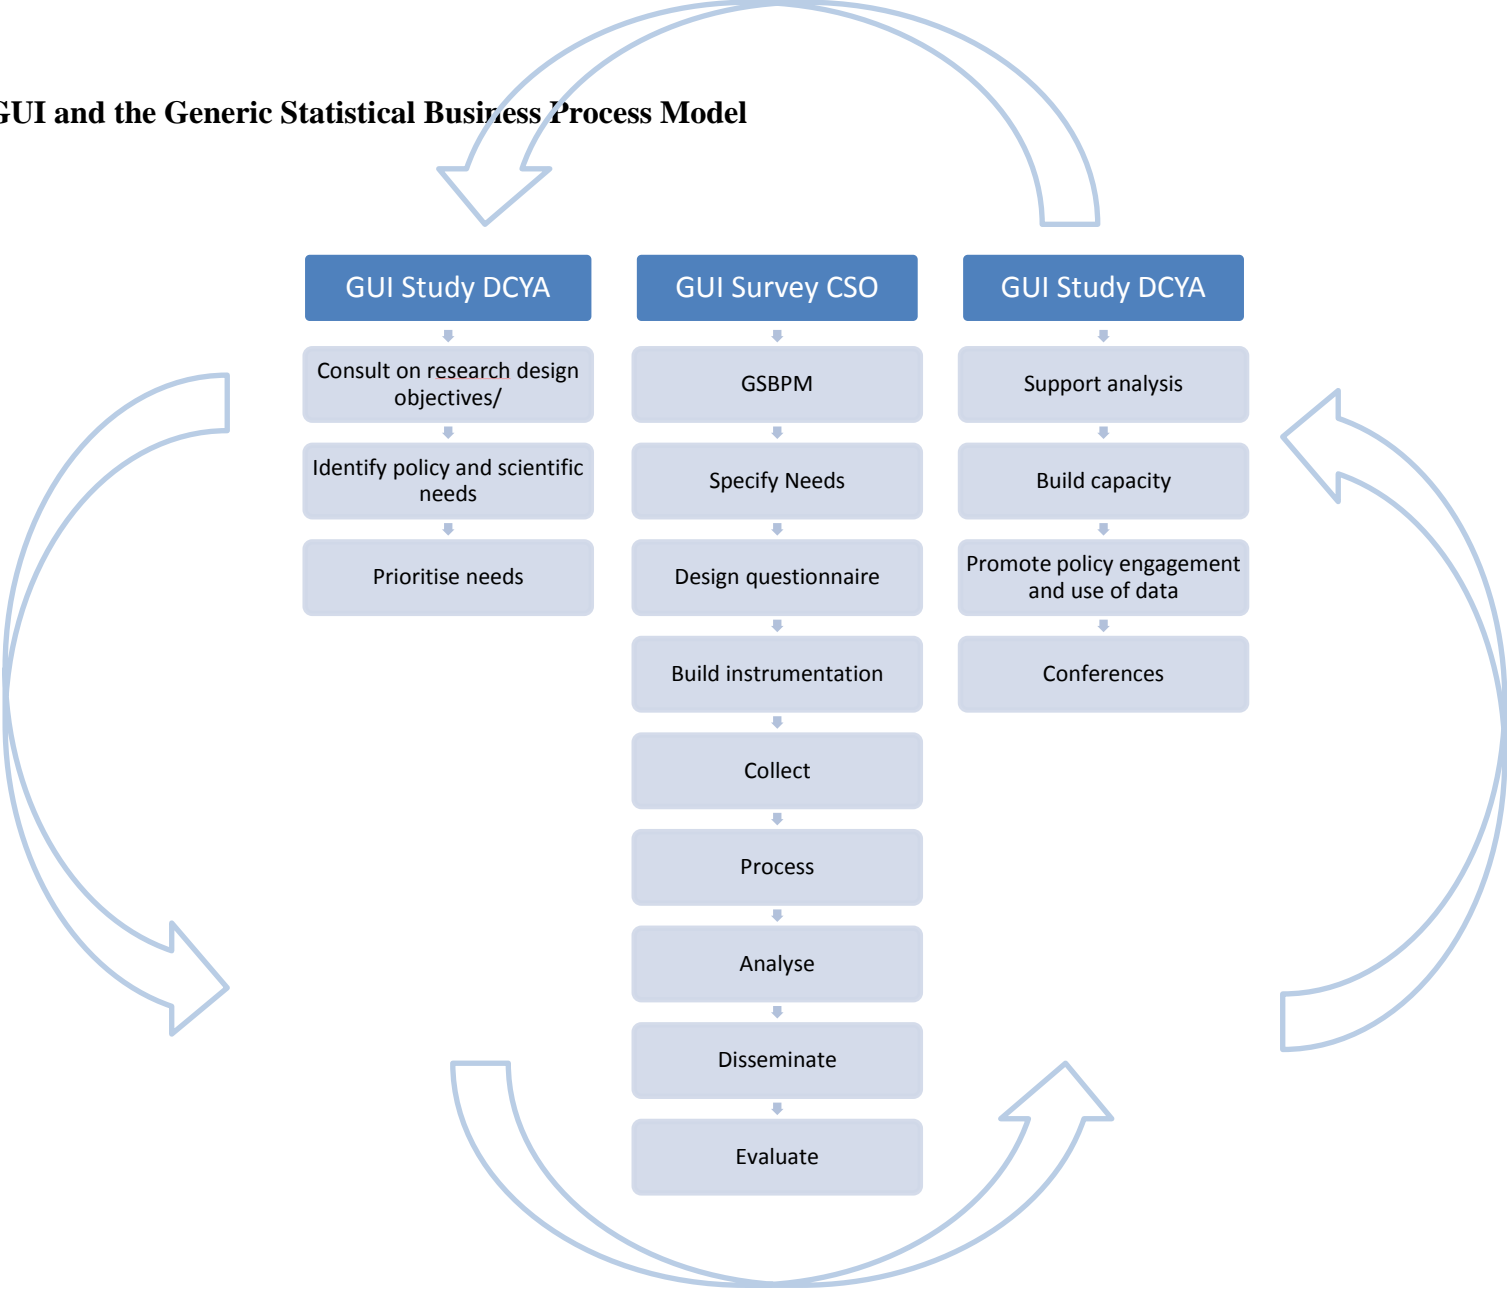 GUI and the Generic Statistical Business Process Model
GUI Study DCYA
Consult on research design
objectives/
Identify policy and scientific
needs
Prioritise needs
GUI Survey CSO
GSBPM
Specify Needs
Design questionnaire
Build instrumentation
Collect
Process
Analyse
Disseminate
Evaluate
GUI Study DCYA
Support analysis
Build capacity
Promote policy engagement
and use of data
Conferences